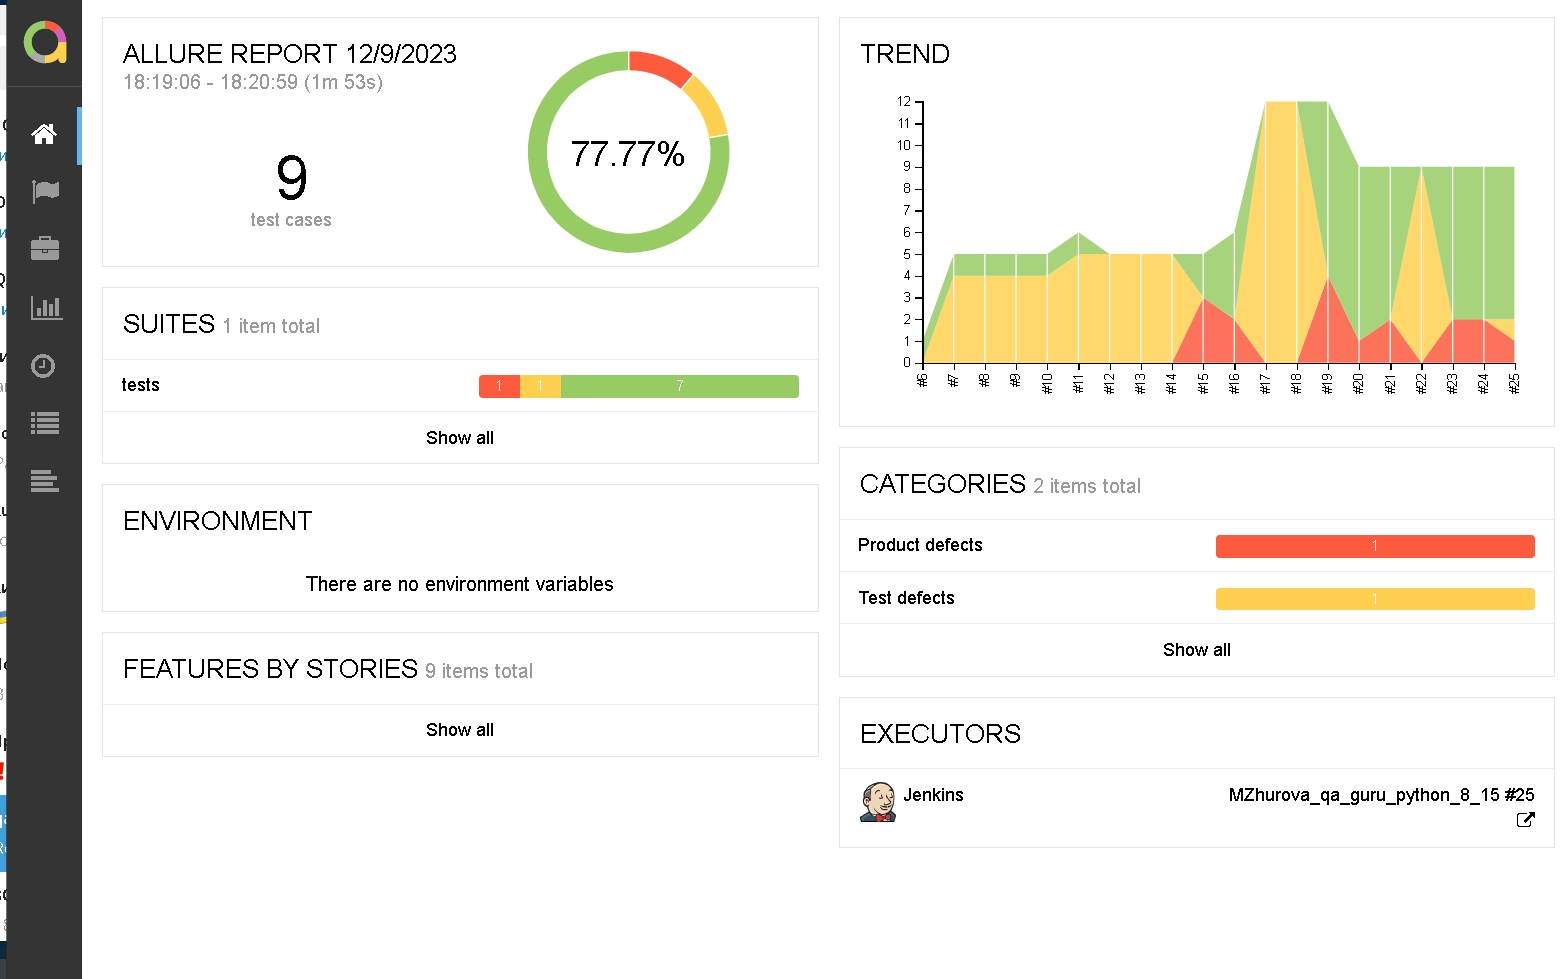 ALLURE REPORT 12/9/2023
18:19:06 - 18:20:59 (1m 53s)
9
test cases
77.77%
SUITES 1 item total
tests 1 1 7
Show all
ENVIRONMENT
There are no environment variables
FEATURES BY STORIES 9 items total
Show all
TREND
12
11
10
9
8
7
6
5
4
3
2
1
0
#6 #7 #8 #9 #10 #11 #12 #13 #14 #15 #16 #17 #18 #19 #20 #21 #22 #23 #24 #25
CATEGORIES 2 items total
Product defects 1
Test defects 1
Show all
EXECUTORS
Jenkins MZhurova_qa_guru_python_8_15 #25